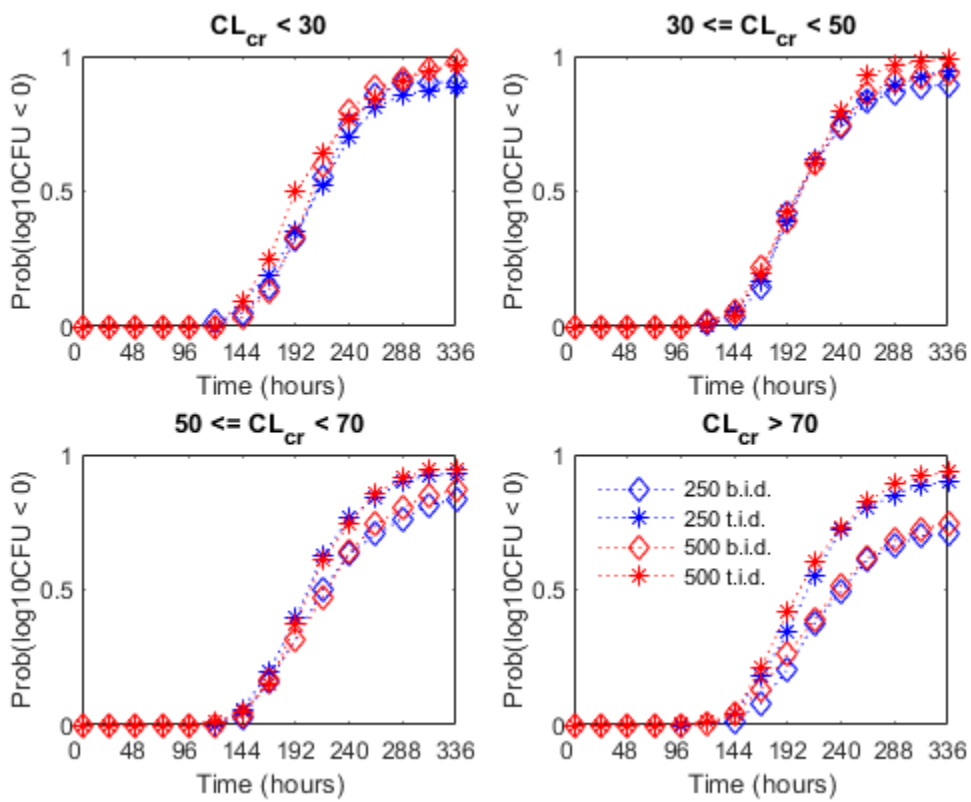 CL_cr < 30
Prob(log10CFU < 0)
1
0.5
0
0 48 96 144 192 240 288 336
Time (hours)
30 <= CL_cr < 50
Prob(log10CFU < 0)
1
0.5
0
0 48 96 144 192 240 288 336
Time (hours)
50 <= CL_cr < 70
Prob(log10CFU < 0)
1
0.5
0
0 48 96 144 192 240 288 336
Time (hours)
CL_cr > 70
Prob(log10CFU < 0)
1
0.5
0
250 b.i.d.
250 t.i.d.
500 b.i.d.
500 t.i.d.
0 48 96 144 192 240 288 336
Time (hours)